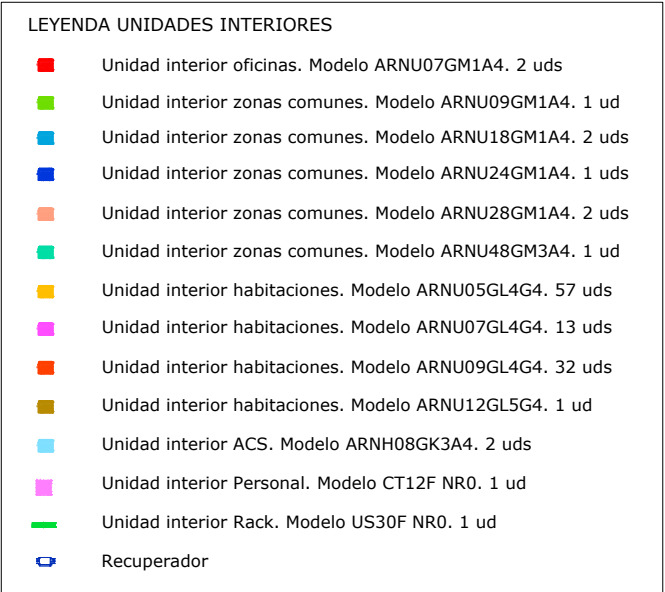 LEYENDA UNIDADES INTERIORES
Unidad interior oficinas. Modelo ARNU07GM1A4. 2 uds
Unidad interior zonas comunes. Modelo ARNU09GM1A4. 1 ud
Unidad interior zonas comunes. Modelo ARNU18GM1A4. 2 uds
Unidad interior zonas comunes. Modelo ARNU24GM1A4. 1 uds
Unidad interior zonas comunes. Modelo ARNU28GM1A4. 2 uds
Unidad interior zonas comunes. Modelo ARNU48GM3A4. 1 ud
Unidad interior habitaciones. Modelo ARNU05GL4G4. 57 uds
Unidad interior habitaciones. Modelo ARNU07GL4G4. 13 uds
Unidad interior habitaciones. Modelo ARNU09GL4G4. 32 uds
Unidad interior habitaciones. Modelo ARNU12GL5G4. 1 ud
Unidad interior ACS. Modelo ARNH08GK3A4. 2 uds
Unidad interior Personal. Modelo CT12F NR0. 1 ud
Unidad interior Rack. Modelo US30F NR0. 1 ud
Recuperador